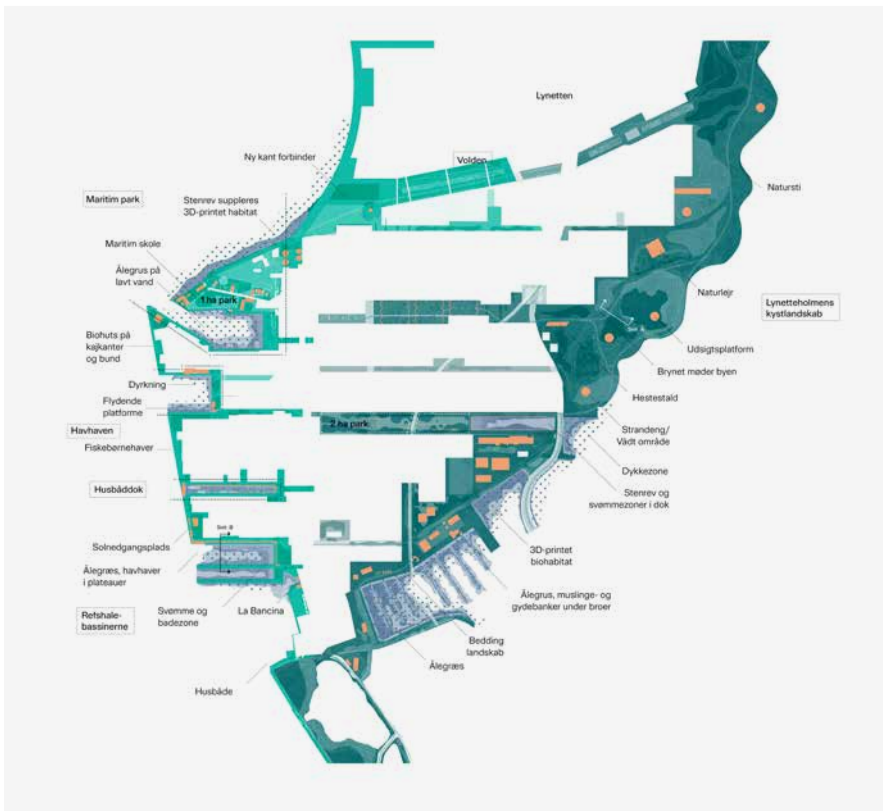 Lynetten
Ny kant forbinder
Volden
Natursti
Maritim park
Stenrev suppleres
3D-printet habitat
Maritim skole
Ålegrus på
lavt vand
1 ha park
Naturlejr
Lynetteholmens
kystlandskab
Biohuts på
kajkanter
og bund
Udsigtsplatform
Brynet møder byen
Dyrkning
Hestestald
Flydende
platforme
2 ha park
Strandeng/
Vådt område
Havhaven
Fiskebørnehaver
Dykkezone
Husbåddok
Stenrev og
svømmezoner i dok
Solnedgangsplads
3D-printet
biohabitat
Ålegræs, havhaver
i plateauer
Ålegrus, muslinge- og
gydebanker under broer
Refshale-
bassinerne
Svømme og
badezone
La Bancina
Bedding
landskab
Ålegræs
Husbåde